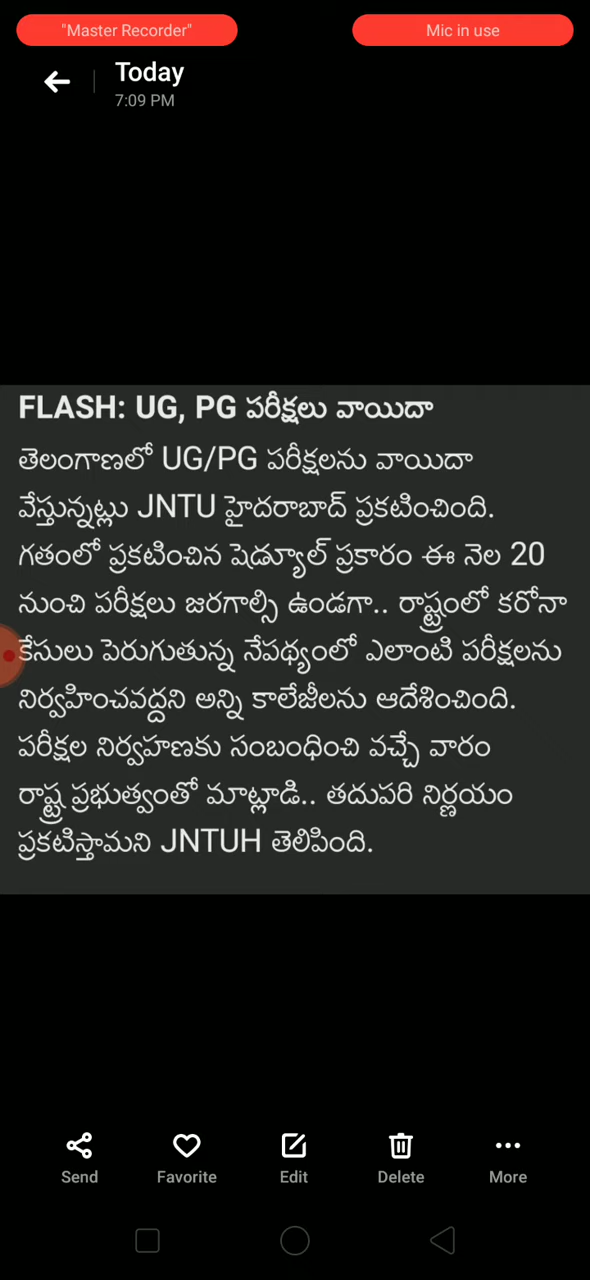 "Master Recorder"
Mic in use
Today
7:09 PM
FLASH: UG, PG పరీక్షలు వాయిదా
తెలంగాణలో UG/PG పరీక్షలను వాయిదా
వేస్తున్నట్లు JNTU హైదరాబాద్ ప్రకటించింది.
గతంలో ప్రకటించిన షెడ్యూల్ ప్రకారం ఈ నెల 20
నుంచి పరీక్షలు జరగాల్సి ఉండగా.. రాష్ట్రంలో కరోనా
కేసులు పెరుగుతున్న నేపథ్యంలో ఎలాంటి పరీక్షలను
నిర్వహించవద్దని అన్ని కాలేజీలను ఆదేశించింది.
పరీక్షల నిర్వహణకు సంబంధించి వచ్చే వారం
రాష్ట్ర ప్రభుత్వంతో మాట్లాడి.. తదుపరి నిర్ణయం
ప్రకటిస్తామని JNTUH తెలిపింది.
Send
Favorite
Edit
Delete
More